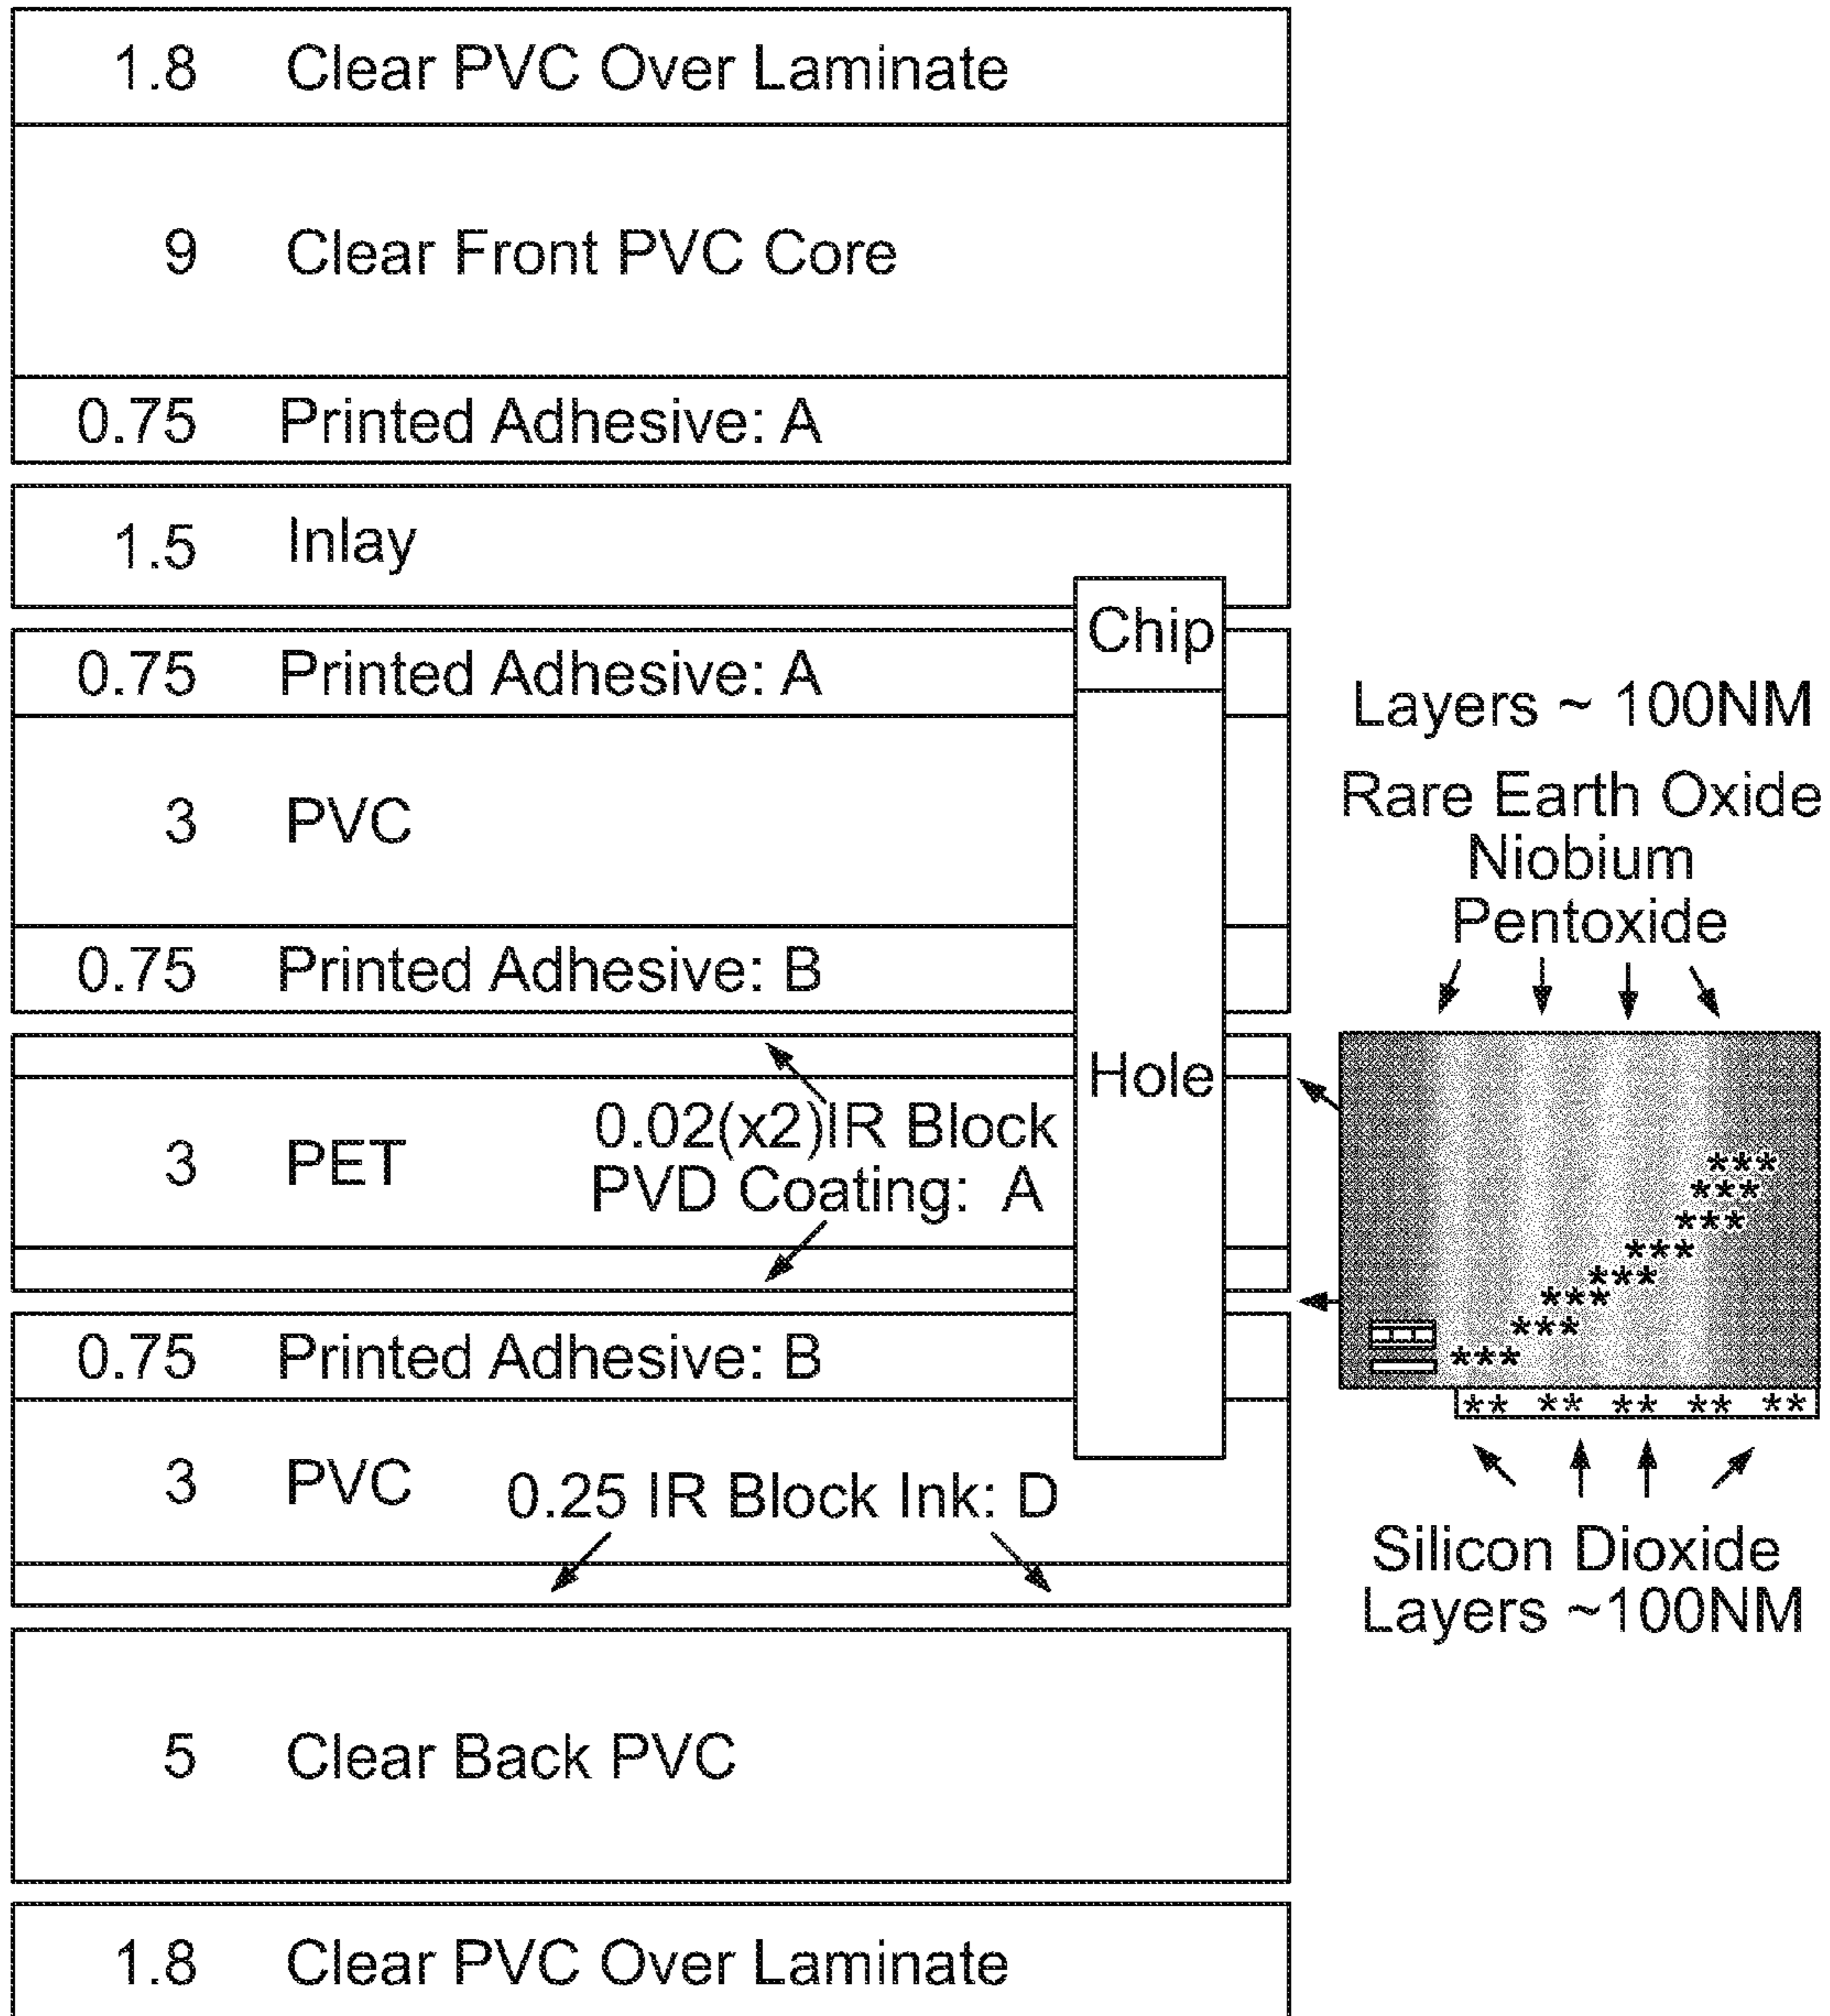 1.8 Clear PVC Over Laminate
9 Clear Front PVC Core
0.75 Printed Adhesive: A
1.5 Inlay
Chip
0.75 Printed Adhesive: A
3 PVC
0.75 Printed Adhesive: B
Hole
3 PET
0.02(x2)IR Block
PVD Coating: A
0.75 Printed Adhesive: B
3 PVC
0.25 IR Block Ink: D
5 Clear Back PVC
1.8 Clear PVC Over Laminate
Layers ~ 100NM
Rare Earth Oxide
Niobium
Pentoxide
***
***
***
***
***
***
***
***
** ** ** ** **
Silicon Dioxide
Layers ~100NM